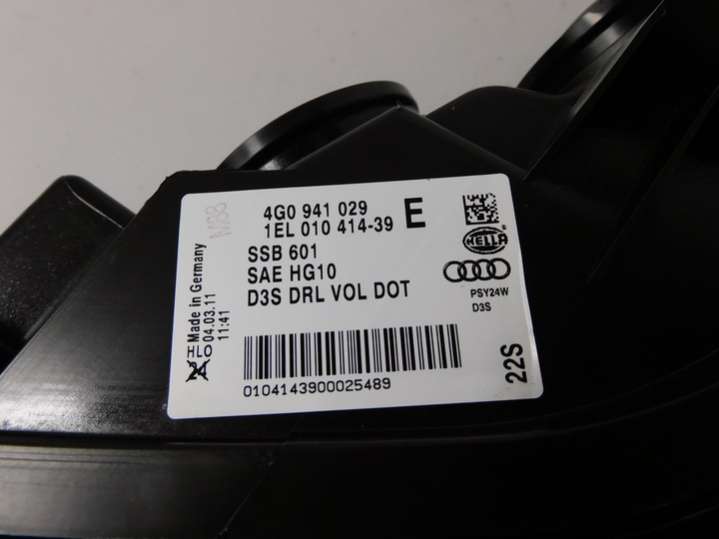 4G0 941 029 E
1EL 010 414-39
SSB 601
SAE HG10
D3S DRL VOL DOT
0104143900025489
HELLA
PSY24W
D3S
22S
Made in Germany
04.03.11
11:41
HLO